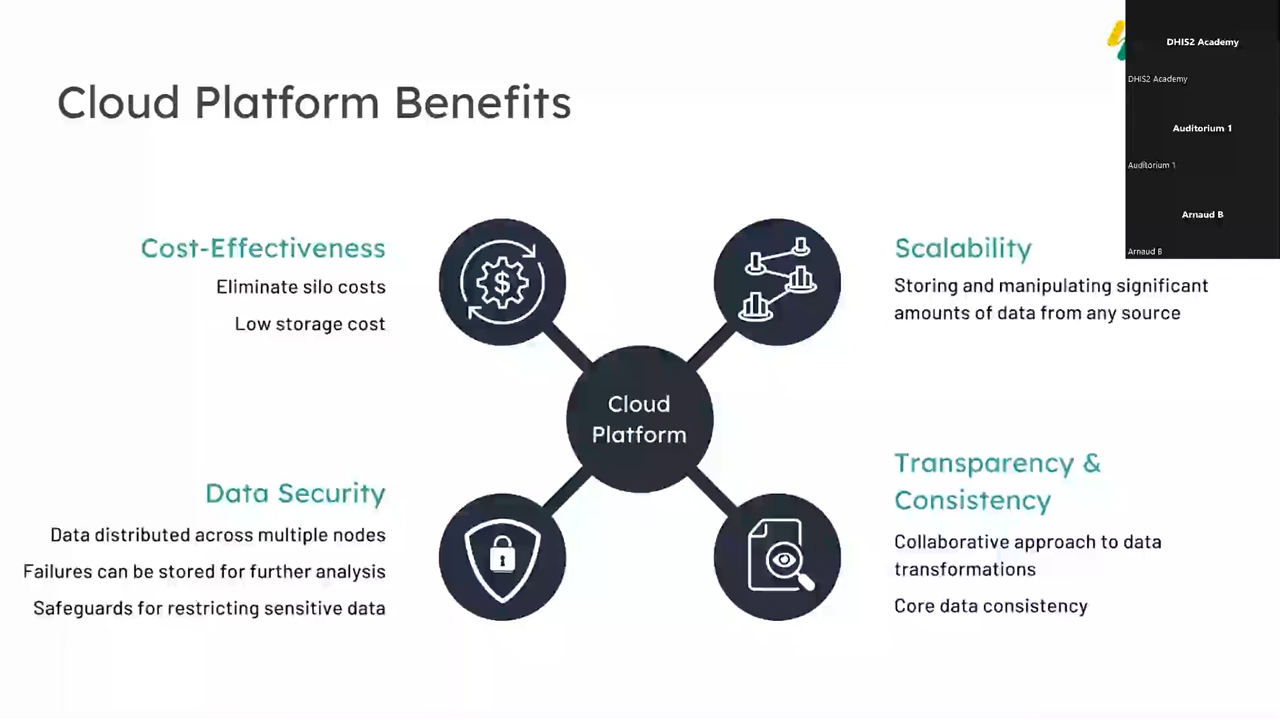 Cloud Platform Benefits
DHIS2 Academy
DHIS2 Academy
Auditorium 1
Auditorium 1
Arnaud B
Arnaud B
Cost-Effectiveness
Eliminate silo costs
Low storage cost
$
Scalability
Storing and manipulating significant
amounts of data from any source
Cloud
Platform
Data Security
Data distributed across multiple nodes
Failures can be stored for further analysis
Safeguards for restricting sensitive data
Transparency &
Consistency
Collaborative approach to data
transformations
Core data consistency